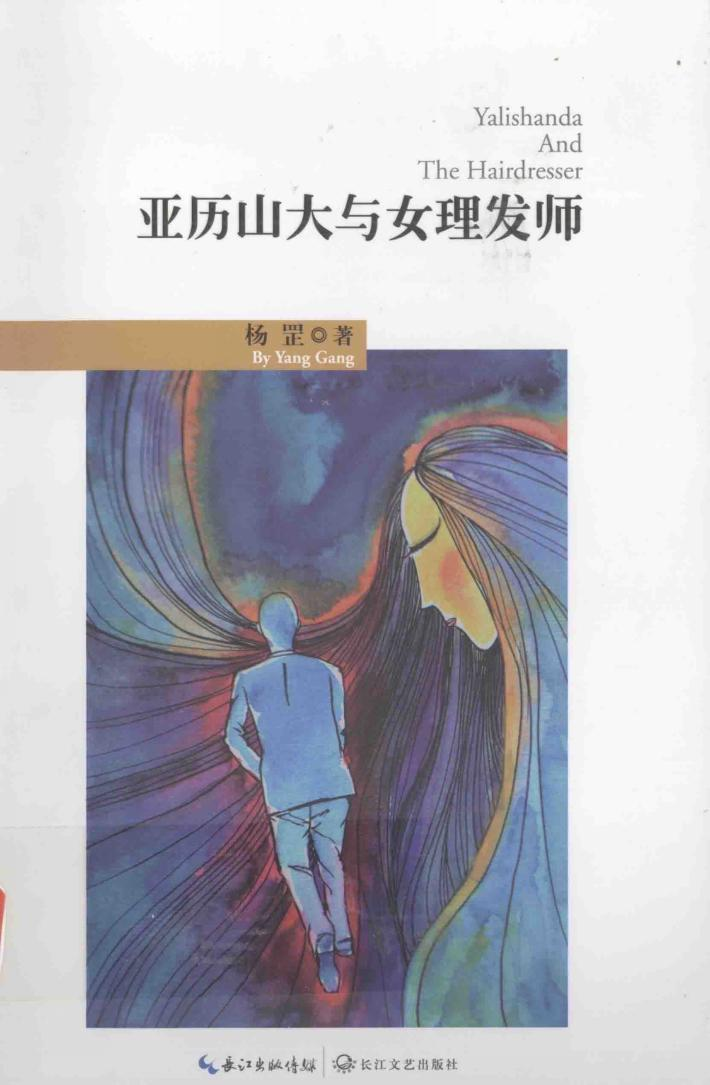 Yalishanda
And
The Hairdresser
亚历山大与女理发师
杨 罡◎著
By Yang Gang
长江出版传媒 长江文艺出版社